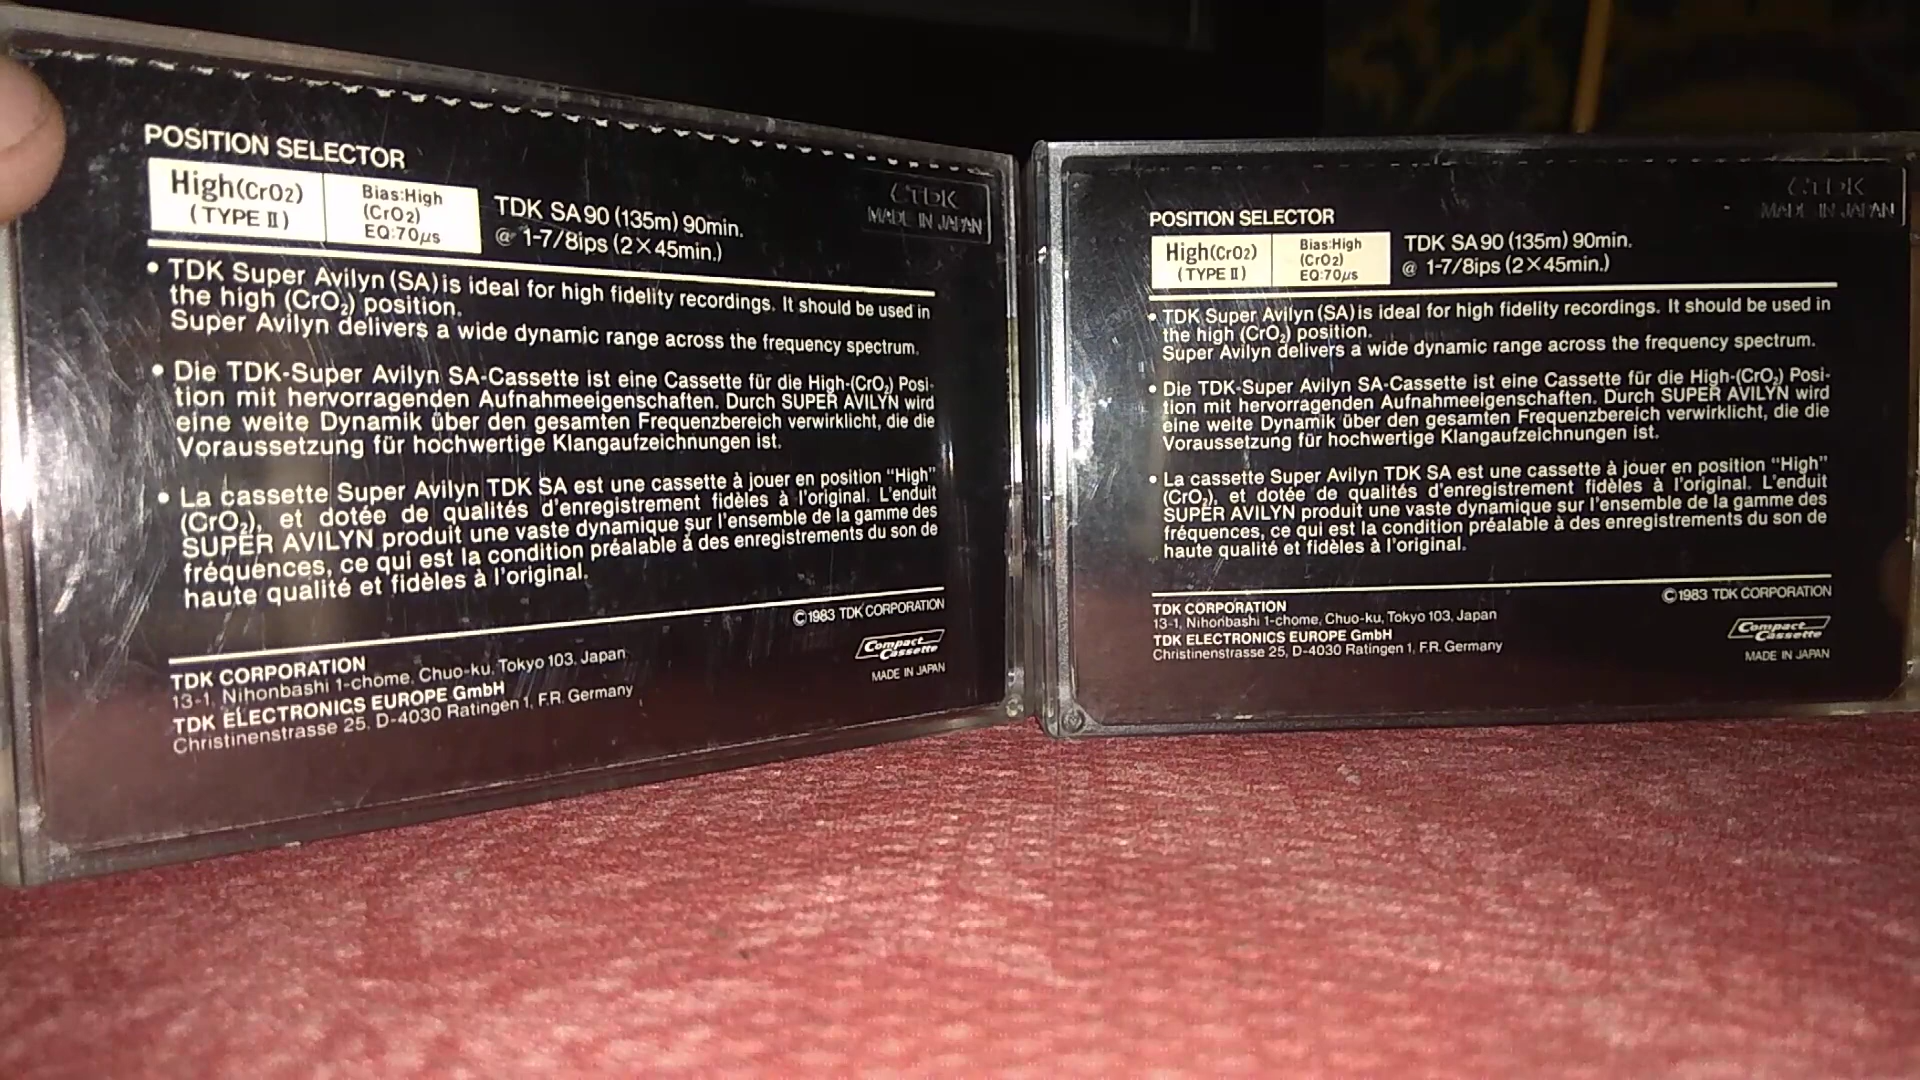 POSITION SELECTOR
High(CrO2)
(TYPE II)
Bias:High
(CrO2)
EQ:70µs
TDK SA90 (135m) 90min.
@ 1-7/8ips (2×45min.)
TDK
MADE IN JAPAN
• TDK Super Avilyn (SA) is ideal for high fidelity recordings. It should be used in
the high (CrO₂) position.
Super Avilyn delivers a wide dynamic range across the frequency spectrum.
• Die TDK-Super Avilyn SA-Cassette ist eine Cassette für die High-(CrO₂) Posi-
tion mit hervorragenden Aufnahmeeigenschaften. Durch SUPER AVILYN wird
eine weite Dynamik über den gesamten Frequenzbereich verwirklicht, die die
Voraussetzung für hochwertige Klangaufzeichnungen ist.
• La cassette Super Avilyn TDK SA est une cassette à jouer en position "High"
(CrO₂), et dotée de qualités d'enregistrement fidèles à l'original. L'enduit
SUPER AVILYN produit une vaste dynamique sur l'ensemble de la gamme des
fréquences, ce qui est la condition préalable à des enregistrements du son de
haute qualité et fidèles à l'original.
©1983 TDK CORPORATION
TDK CORPORATION
13-1, Nihonbashi 1-chome, Chuo-ku, Tokyo 103, Japan
TDK ELECTRONICS EUROPE GmbH
Christinenstrasse 25, D-4030 Ratingen 1, F.R. Germany
Compact
Cassette
MADE IN JAPAN
POSITION SELECTOR
High(CrO2)
(TYPE II)
Bias:High
(CrO2)
EQ:70µs
TDK SA90 (135m) 90min.
@ 1-7/8ips (2×45min.)
TDK
MADE IN JAPAN
• TDK Super Avilyn (SA) is ideal for high fidelity recordings. It should be used in
the high (CrO₂) position.
Super Avilyn delivers a wide dynamic range across the frequency spectrum.
• Die TDK-Super Avilyn SA-Cassette ist eine Cassette für die High-(CrO₂) Posi-
tion mit hervorragenden Aufnahmeeigenschaften. Durch SUPER AVILYN wird
eine weite Dynamik über den gesamten Frequenzbereich verwirklicht, die die
Voraussetzung für hochwertige Klangaufzeichnungen ist.
• La cassette Super Avilyn TDK SA est une cassette à jouer en position "High"
(CrO₂), et dotée de qualités d'enregistrement fidèles à l'original. L'enduit
SUPER AVILYN produit une vaste dynamique sur l'ensemble de la gamme des
fréquences, ce qui est la condition préalable à des enregistrements du son de
haute qualité et fidèles à l'original.
©1983 TDK CORPORATION
TDK CORPORATION
13-1, Nihonbashi 1-chome, Chuo-ku, Tokyo 103, Japan
TDK ELECTRONICS EUROPE GmbH
Christinenstrasse 25, D-4030 Ratingen 1, F.R. Germany
Compact
Cassette
MADE IN JAPAN